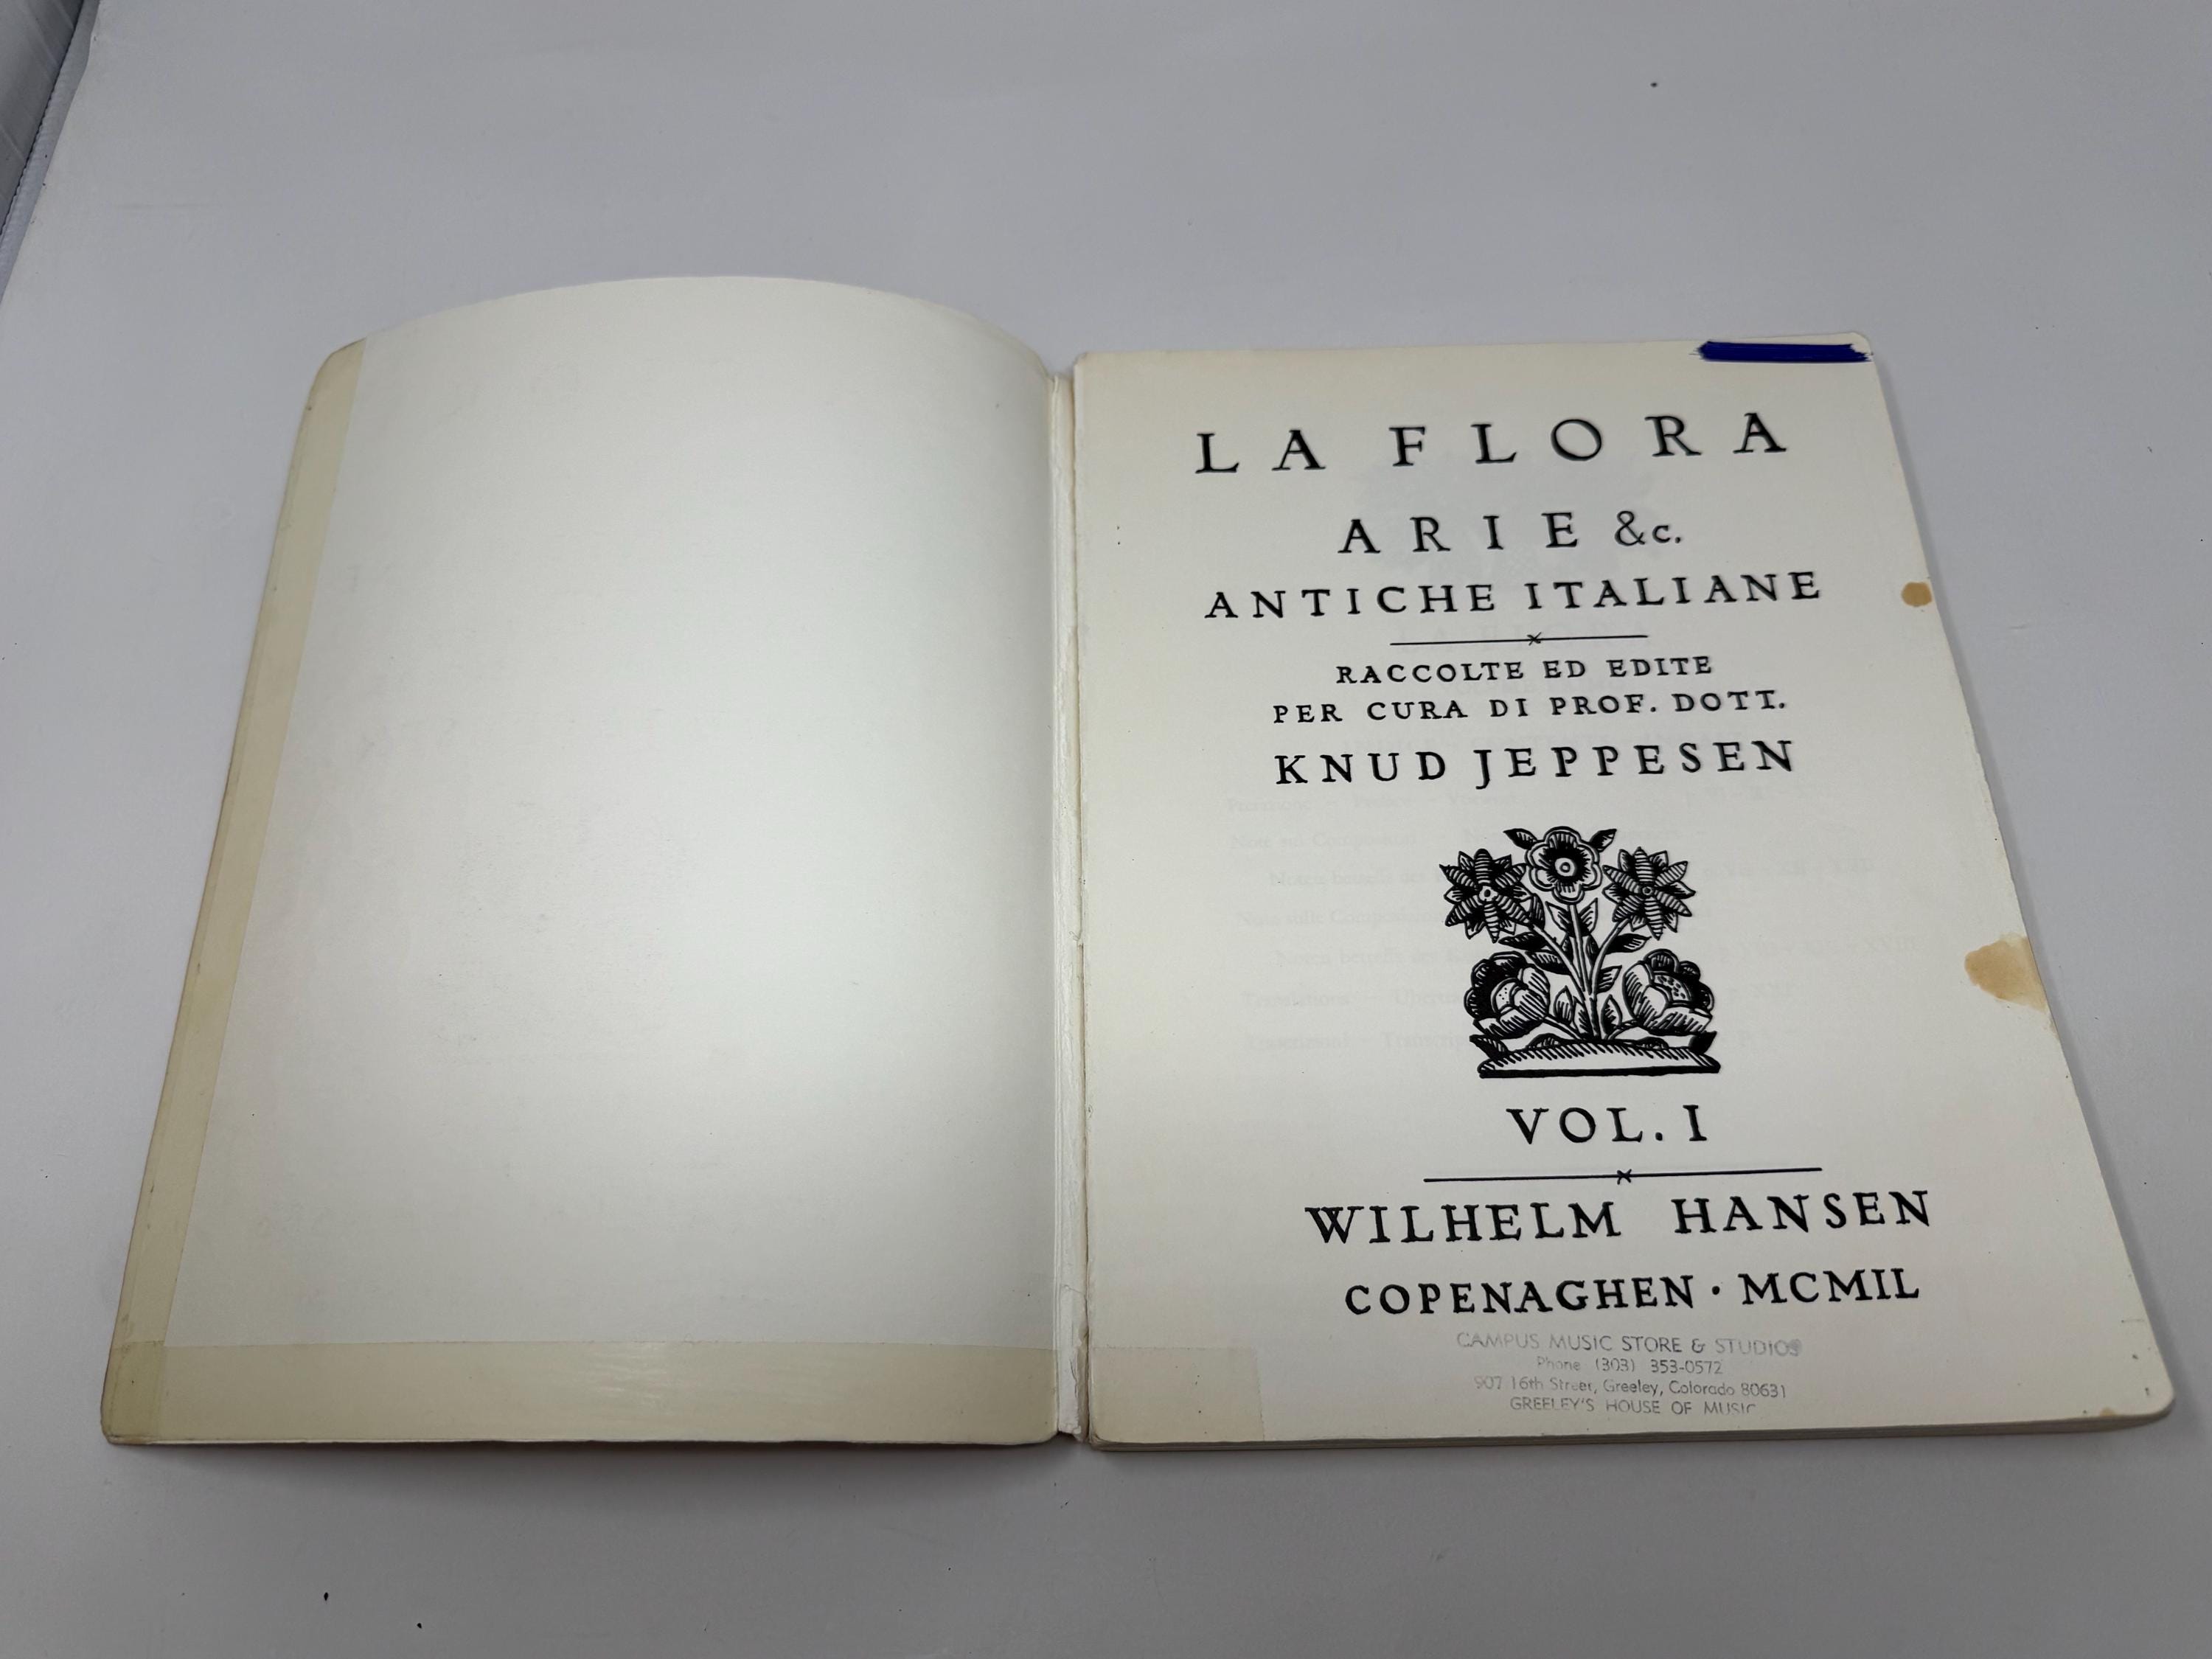 LA FLORA
ARIE &c.
ANTICHE ITALIANE
RACCOLTE ED EDITE
PER CURA DI PROF. DOTT.
KNUD JEPPESEN
VOL. I
WILHELM HANSEN
COPENAGHEN · MCMIL
CAMPUS MUSIC STORE & STUDIOS
Phone (303) 353-0572
907 16th Street, Greeley, Colorado 80631
GREELEY'S HOUSE OF MUSIC